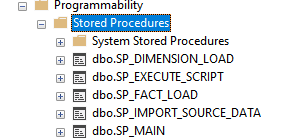 Programmability
Stored Procedures
System Stored Procedures
dbo.SP_DIMENSION_LOAD
dbo.SP_EXECUTE_SCRIPT
dbo.SP_FACT_LOAD
dbo.SP_IMPORT_SOURCE_DATA
dbo.SP_MAIN